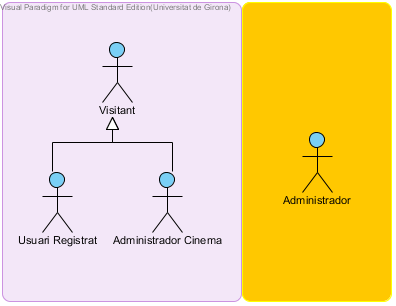 Visual Paradigm for UML Standard Edition(Universitat de Girona)
Visitant
Administrador
Usuari Registrat
Administrador Cinema